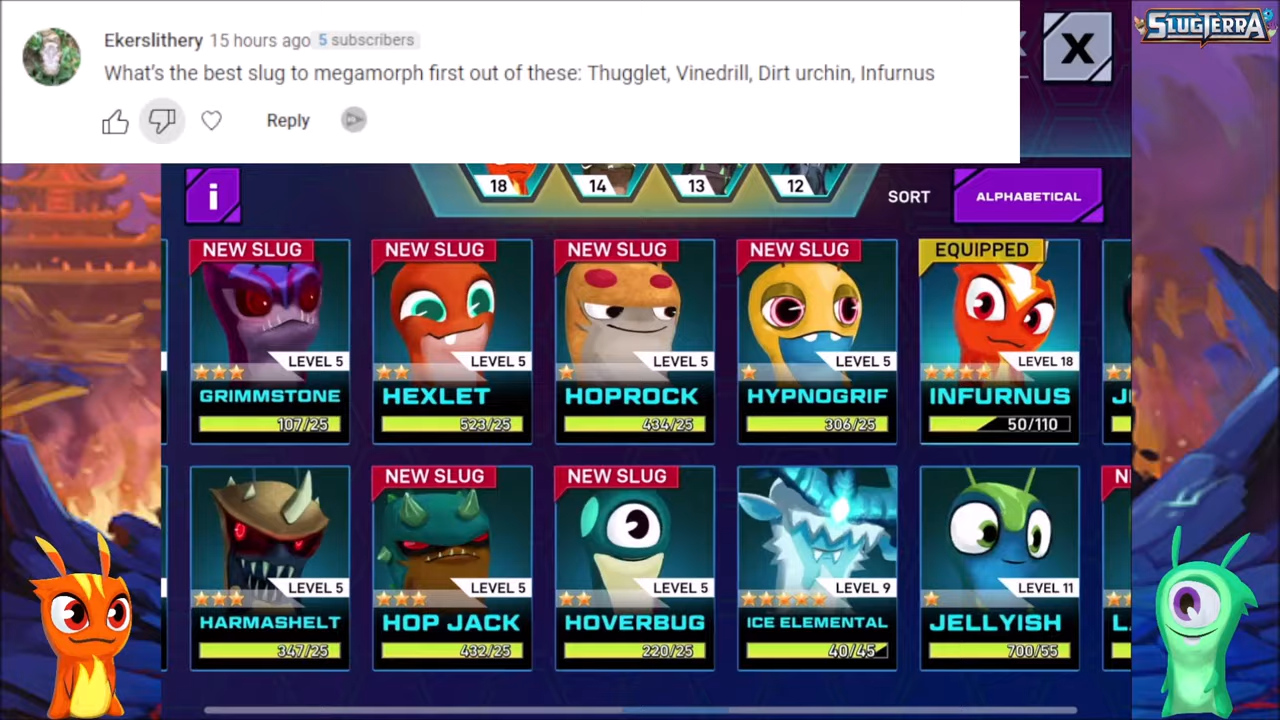 Ekerslithery 15 hours ago 5 subscribers
What's the best slug to megamorph first out of these: Thugglet, Vinedrill, Dirt urchin, Infurnus
Reply
SLUGTERRA
X
i
18 14 13 12
SORT ALPHABETICAL
NEW SLUG NEW SLUG NEW SLUG NEW SLUG EQUIPPED
LEVEL 5 LEVEL 5 LEVEL 5 LEVEL 5 LEVEL 18
GRIMMSTONE HEXLET HOPROCK HYPNOGRIF INFURNUS
107/25 523/25 434/25 306/25 50/110
NEW SLUG NEW SLUG
LEVEL 5 LEVEL 5 LEVEL 5 LEVEL 9 LEVEL 11
HARMASHELT HOP JACK HOVERBUG ICE ELEMENTAL JELLYISH
347/25 432/25 220/25 40/45 700/55